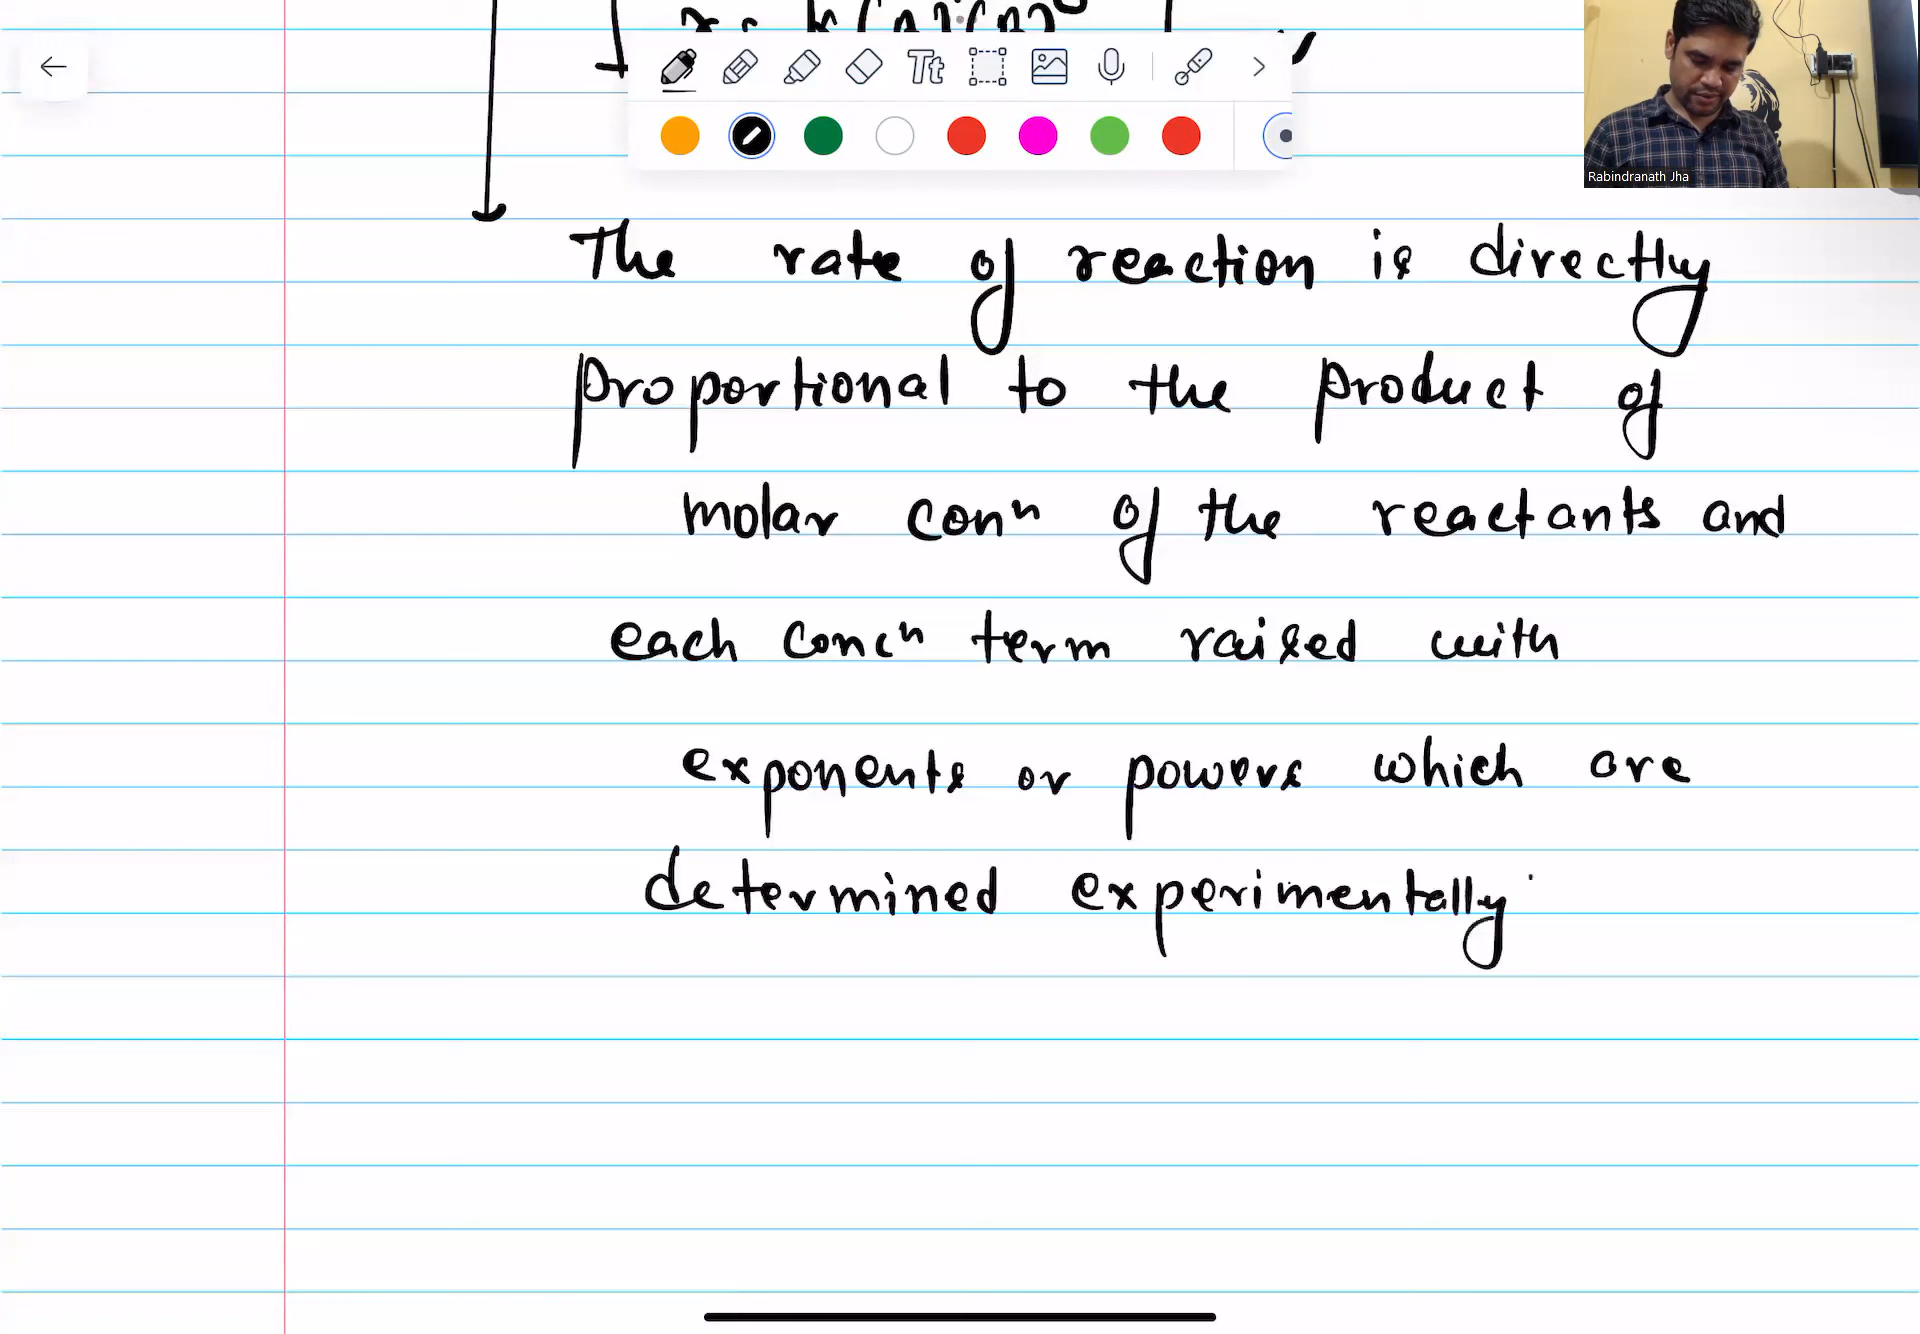 Tt
Rabindranath Jha
The rate of reaction is directly
proportional to the product of
molar conⁿ of the reactants and
each concⁿ term raised with
exponents or powers which are
determined experimentally